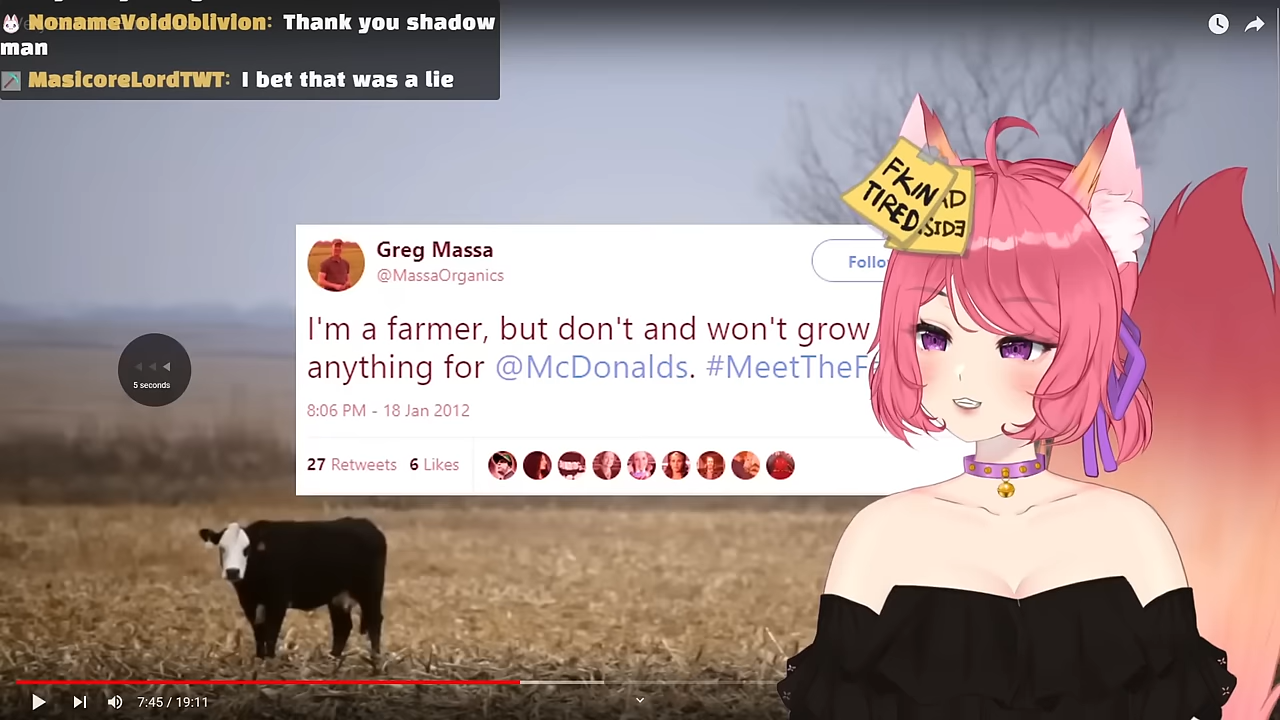 NonameVoidOblivion: Thank you shadow
man
MasicoreLordTWT: I bet that was a lie
FKIN
TIRED
SIDE
Greg Massa
@MassaOrganics
I'm a farmer, but don't and won't grow
anything for @McDonalds. #MeetTheF
8:06 PM - 18 Jan 2012
27 Retweets 6 Likes
5 seconds
7:45 / 19:11